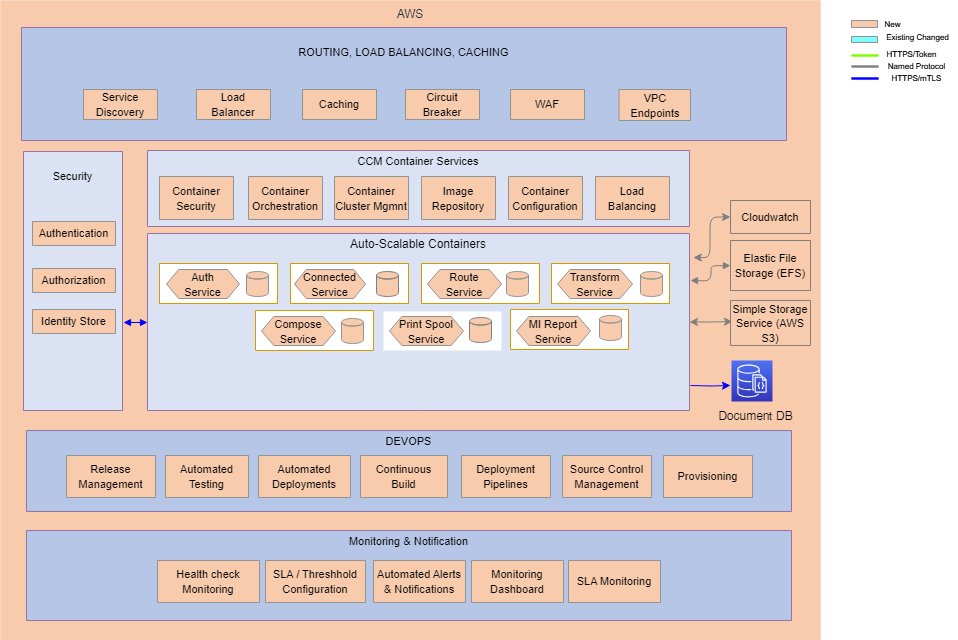 AWS
ROUTING, LOAD BALANCING, CACHING
Service
Discovery
Load
Balancer
Caching
Circuit
Breaker
WAF
VPC
Endpoints
New
Existing Changed
HTTPS/Token
Named Protocol
HTTPS/mTLS
Security
Authentication
Authorization
Identity Store
CCM Container Services
Container
Security
Container
Orchestration
Container
Cluster Mgmnt
Image
Repository
Container
Configuration
Load
Balancing
Auto-Scalable Containers
Auth
Service
Connected
Service
Route
Service
Transform
Service
Compose
Service
Print Spool
Service
MI Report
Service
Cloudwatch
Elastic File
Storage (EFS)
Simple Storage
Service (AWS
S3)
Document DB
DEVOPS
Release
Management
Automated
Testing
Automated
Deployments
Continuous
Build
Deployment
Pipelines
Source Control
Management
Provisioning
Monitoring & Notification
Health check
Monitoring
SLA / Threshhold
Configuration
Automated Alerts
& Notifications
Monitoring
Dashboard
SLA Monitoring